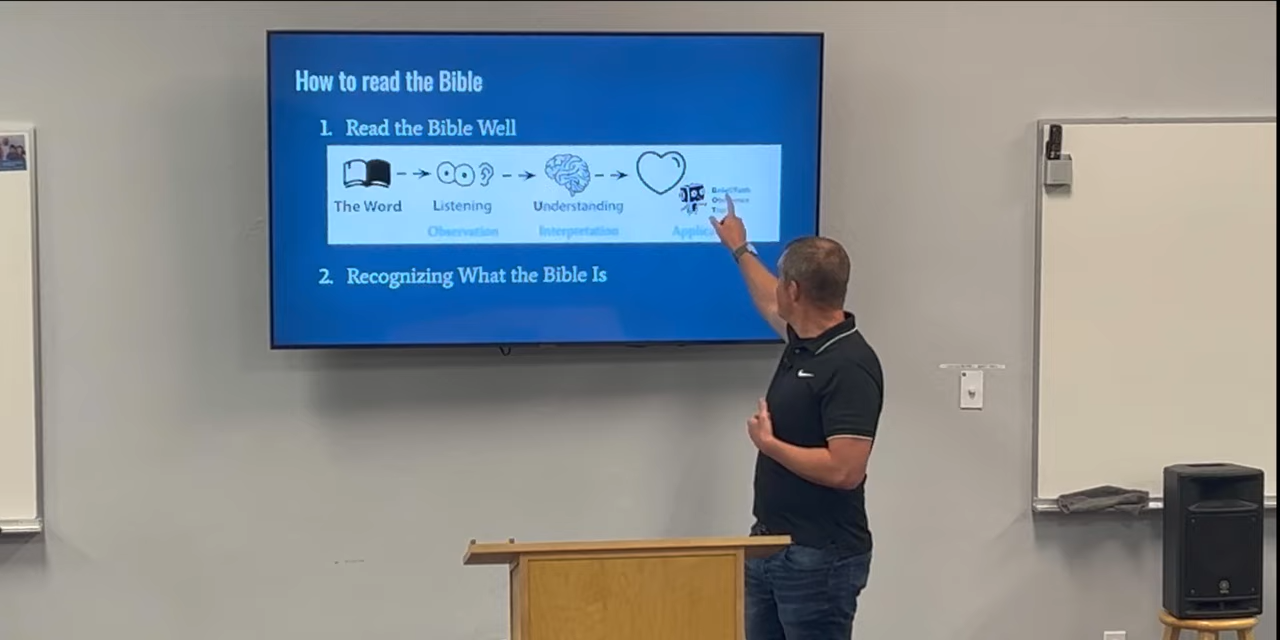 How to read the Bible
1. Read the Bible Well
The Word Listening Understanding
Observation Interpretation
2. Recognizing What the Bible Is